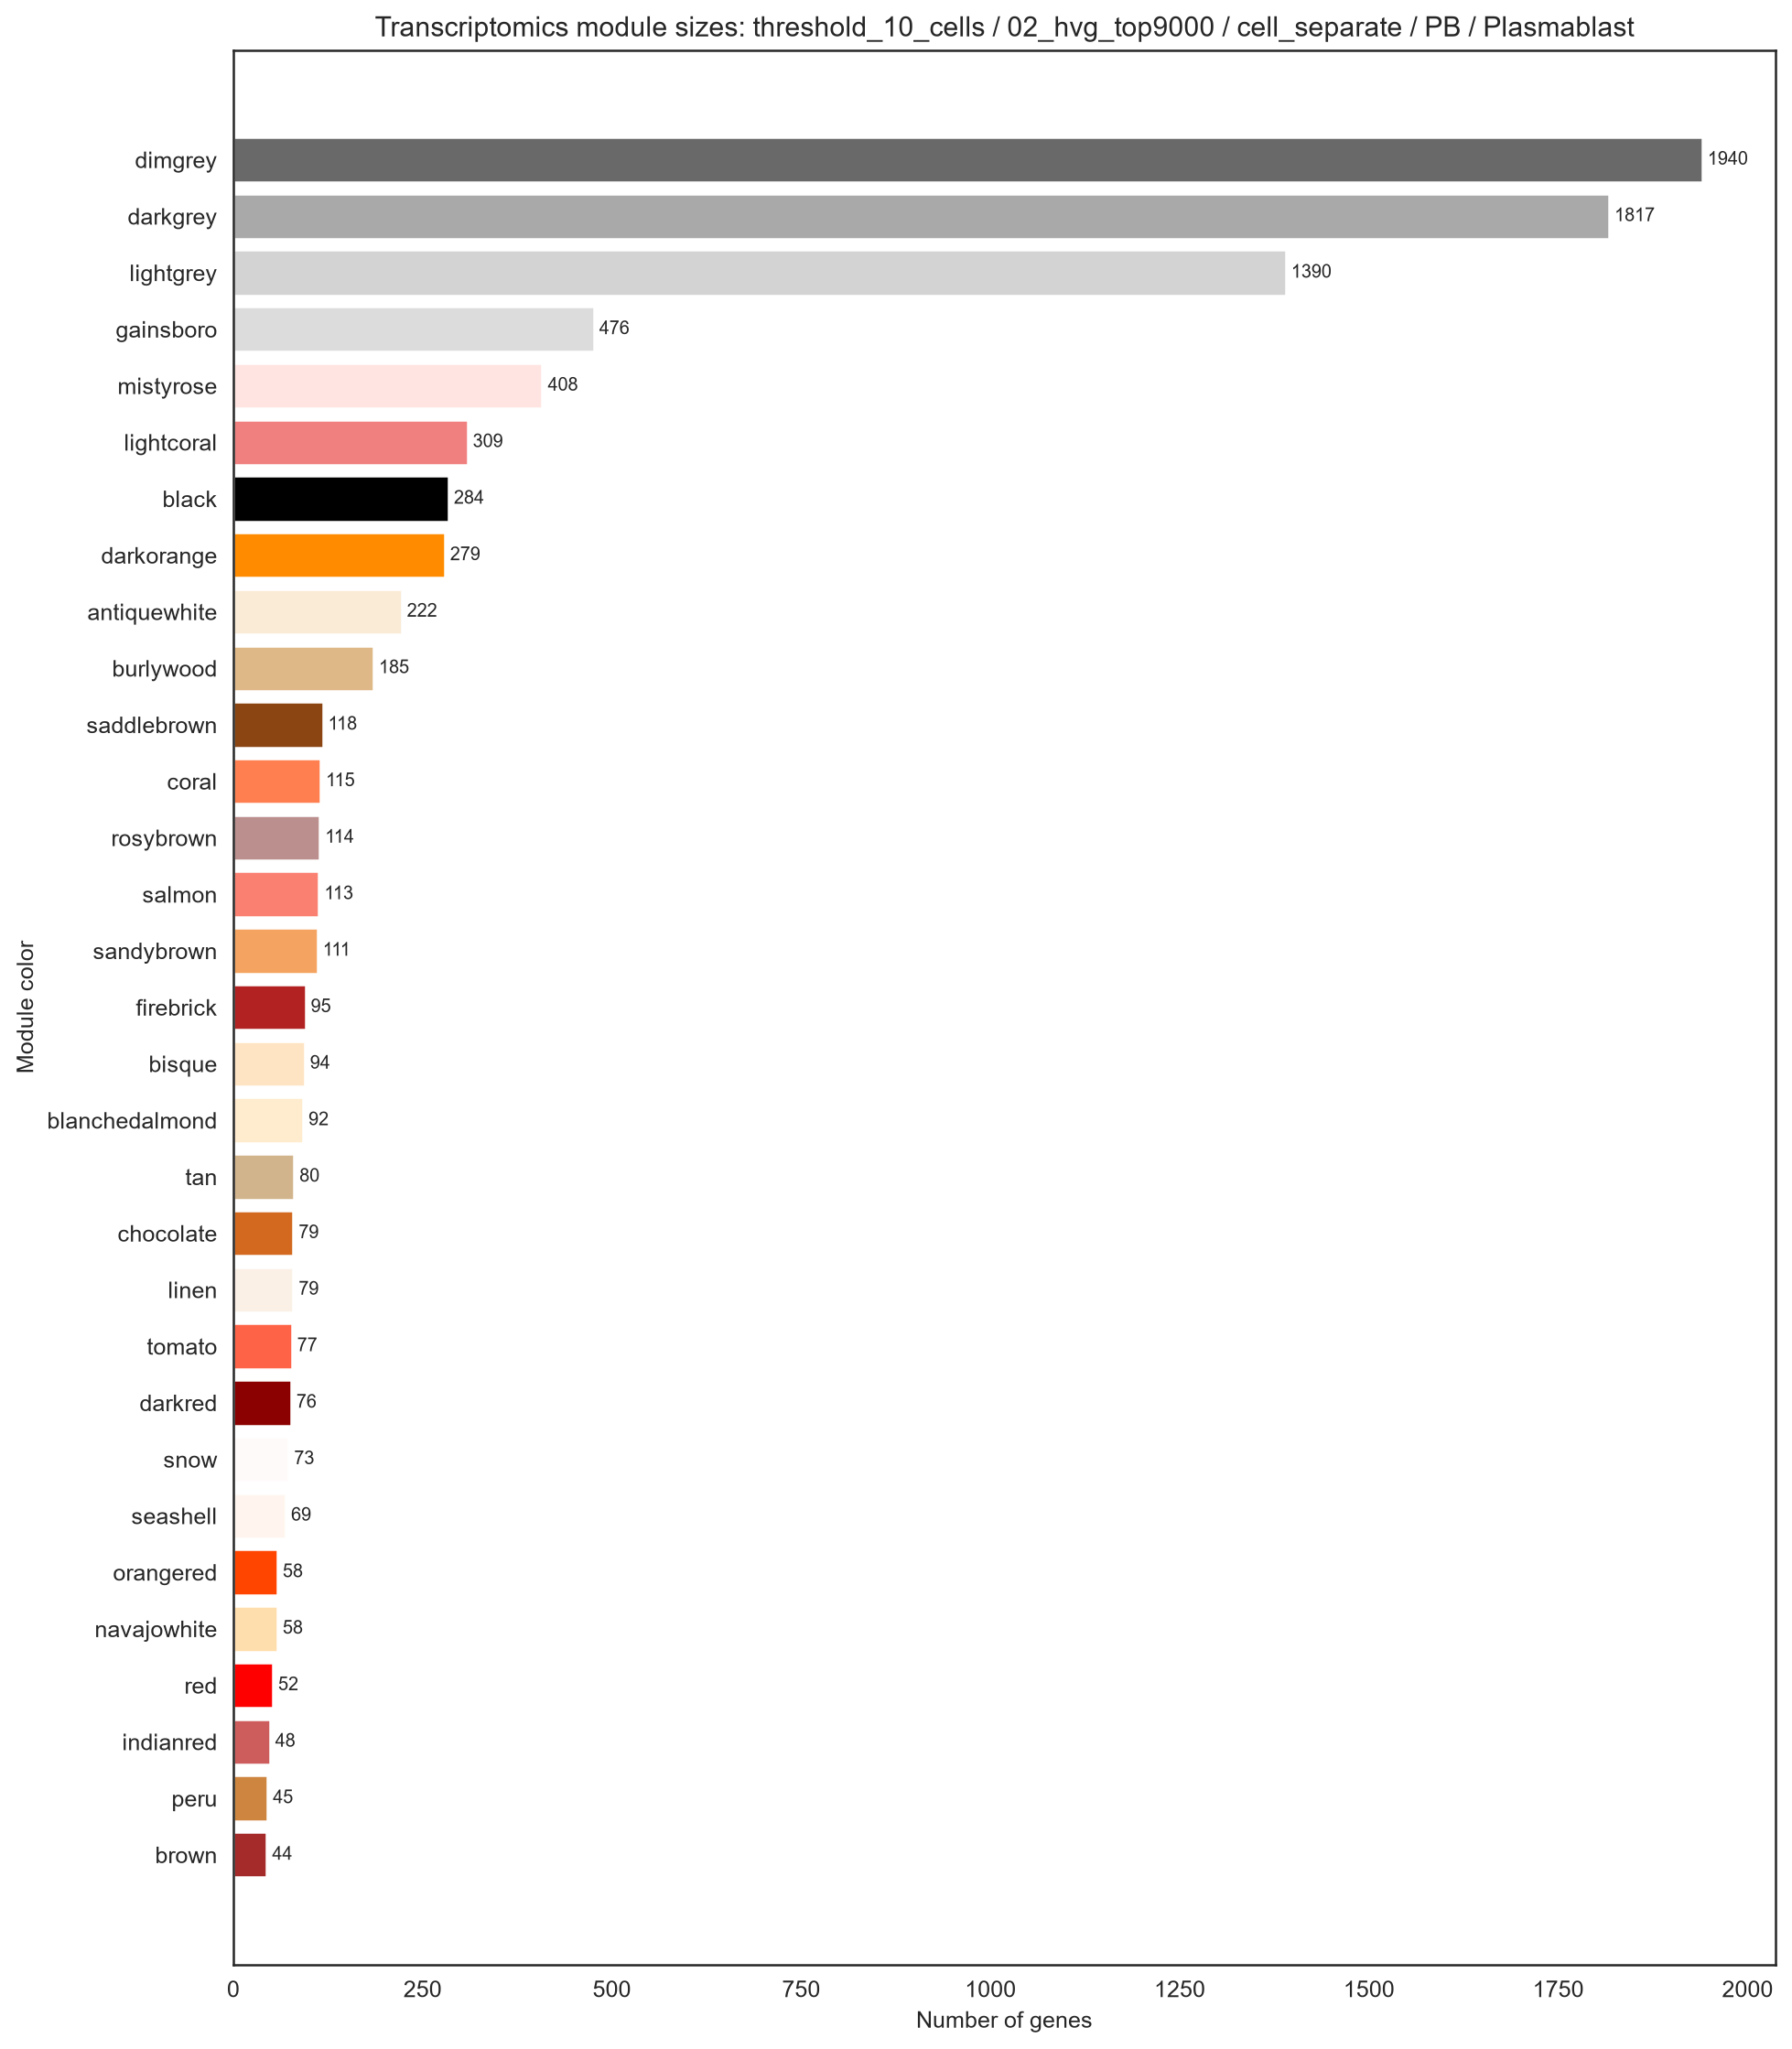 Transcriptomics module sizes: threshold_10_cells / 02_hvg_top9000 / cell_separate / PB / Plasmablast
Module color
dimgrey 1940
darkgrey 1817
lightgrey 1390
gainsboro 476
mistyrose 408
lightcoral 309
black 284
darkorange 279
antiquewhite 222
burlywood 185
saddlebrown 118
coral 115
rosybrown 114
salmon 113
sandybrown 111
firebrick 95
bisque 94
blanchedalmond 92
tan 80
chocolate 79
linen 79
tomato 77
darkred 76
snow 73
seashell 69
orangered 58
navajowhite 58
red 52
indianred 48
peru 45
brown 44
0 250 500 750 1000 1250 1500 1750 2000
Number of genes